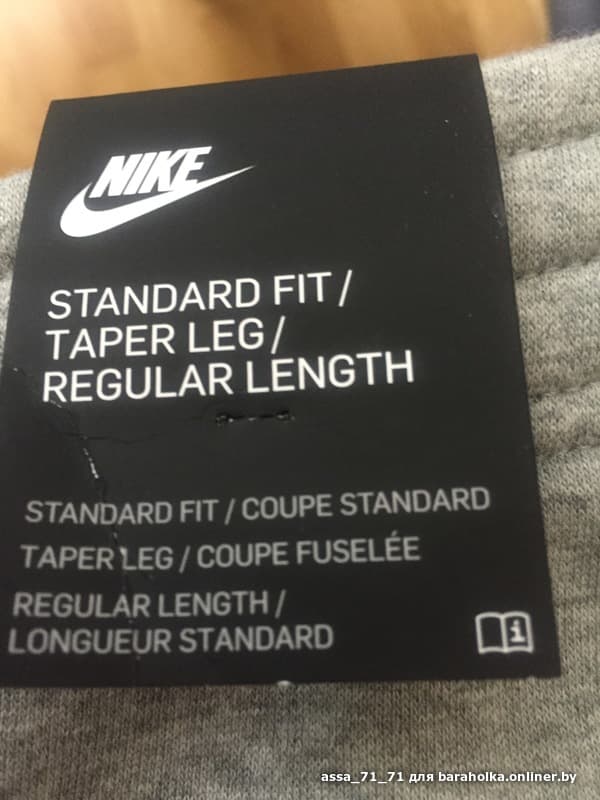 NIKE
STANDARD FIT /
TAPER LEG /
REGULAR LENGTH
STANDARD FIT / COUPE STANDARD
TAPER LEG / COUPE FUSELÉE
REGULAR LENGTH /
LONGUEUR STANDARD
i
assa_71_71 для baraholka.onliner.by